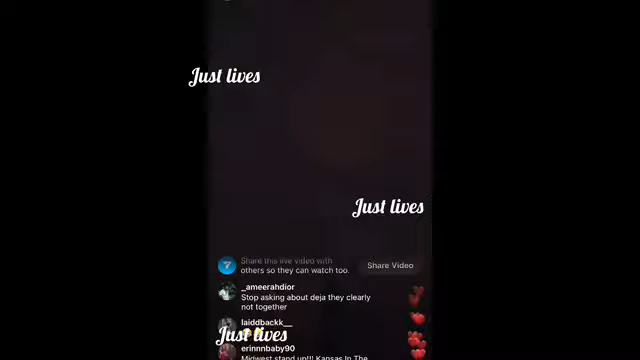 Just lives
Just lives
Share this live video with
others so they can watch too.
Share Video
_ameerahdior
Stop asking about deja they clearly
not together
laiddbackk__
Just lives
erinnnbaby90
Midwest stand up!!! Kansas In The